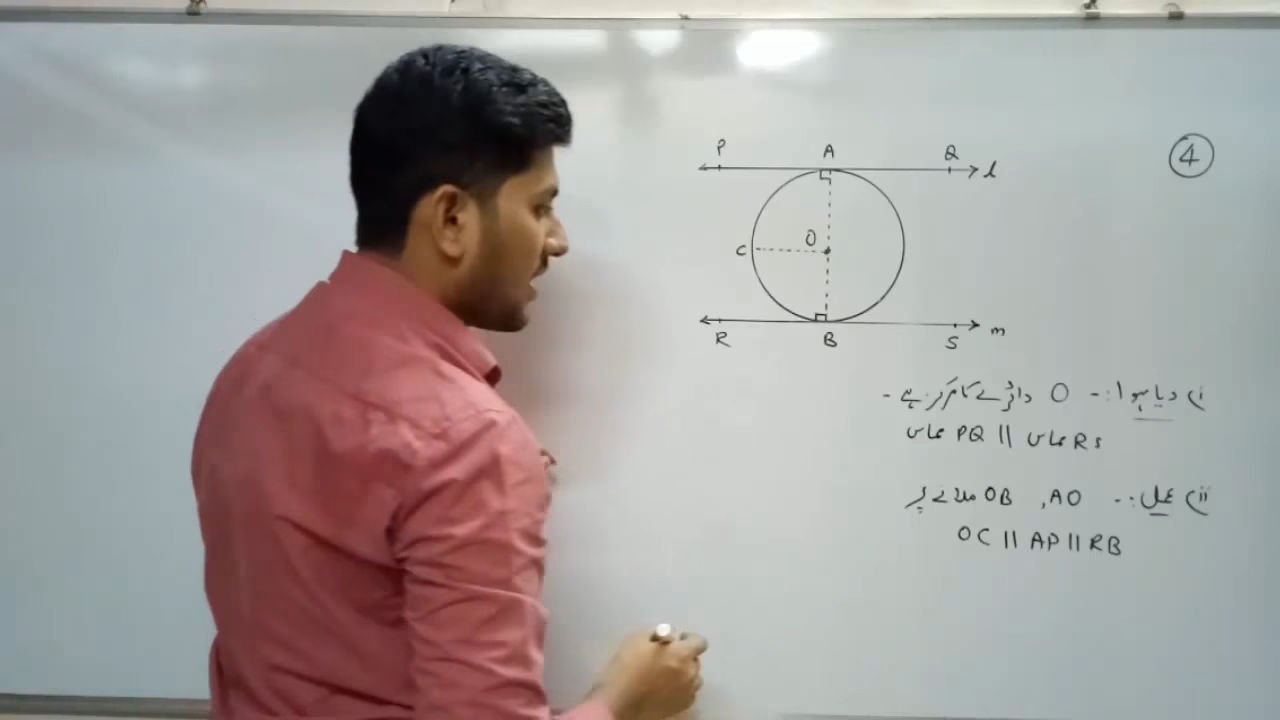 ④
P A Q
l
O
C
R B S
m
i) دیا ہوا :- O دائرے کا مرکز ہے -
مماس PQ || مماس RS
ii) عمل :- AO , OB ملانے پر
OC || AP || RB